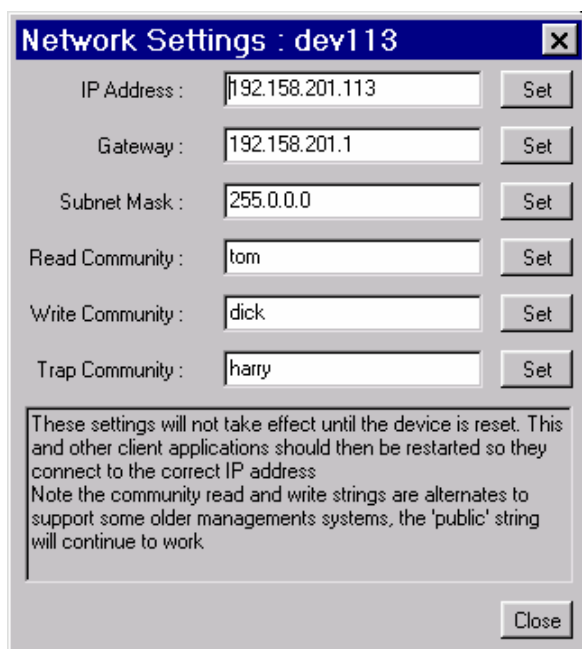 Network Settings : dev113
IP Address : 192.158.201.113 Set
Gateway : 192.158.201.1 Set
Subnet Mask : 255.0.0.0 Set
Read Community : tom Set
Write Community : dick Set
Trap Community : harry Set
These settings will not take effect until the device is reset. This
and other client applications should then be restarted so they
connect to the correct IP address
Note the community read and write strings are alternates to
support some older managements systems, the 'public' string
will continue to work
Close